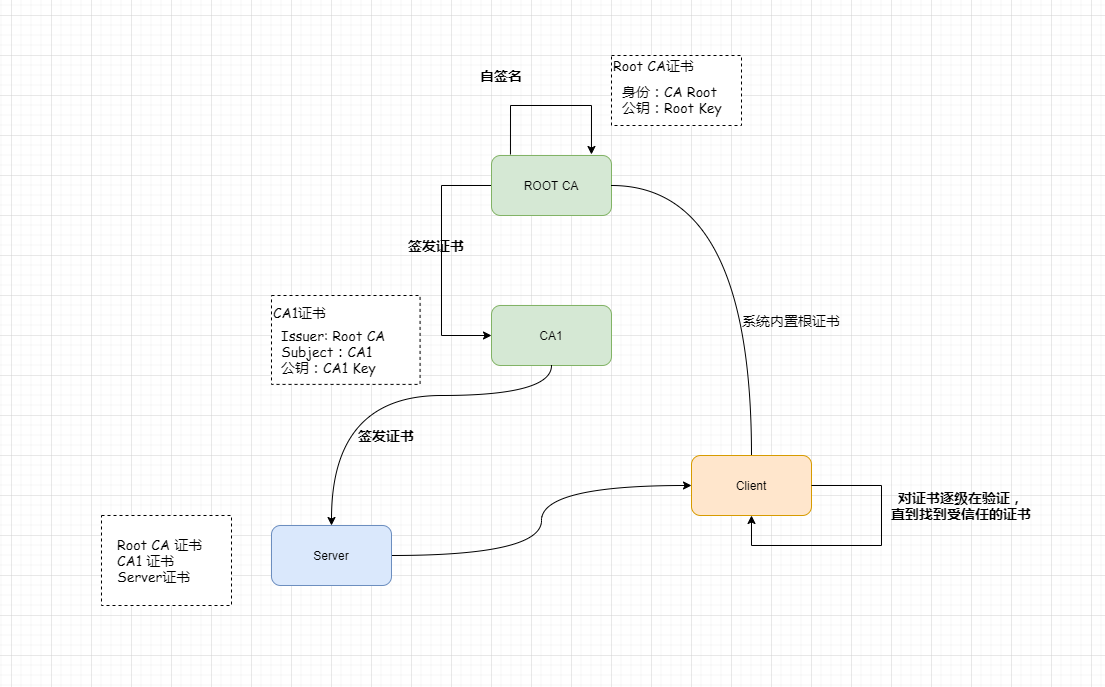 自签名
Root CA证书
身份：CA Root
公钥：Root Key
ROOT CA
签发证书
CA1证书
Issuer: Root CA
Subject：CA1
公钥：CA1 Key
CA1
系统内置根证书
签发证书
Client
对证书逐级在验证，
直到找到受信任的证书
Root CA 证书
CA1 证书
Server证书
Server